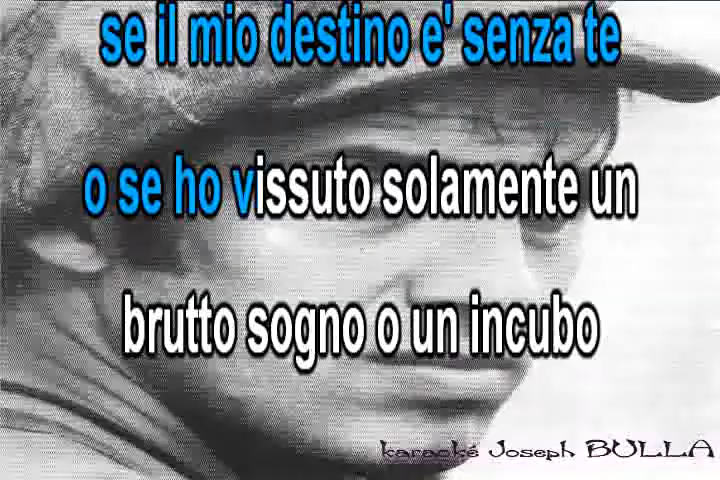 se il mio destino e' senza te
o se ho vissuto solamente un
brutto sogno o un incubo
karaoké Joseph BULLA